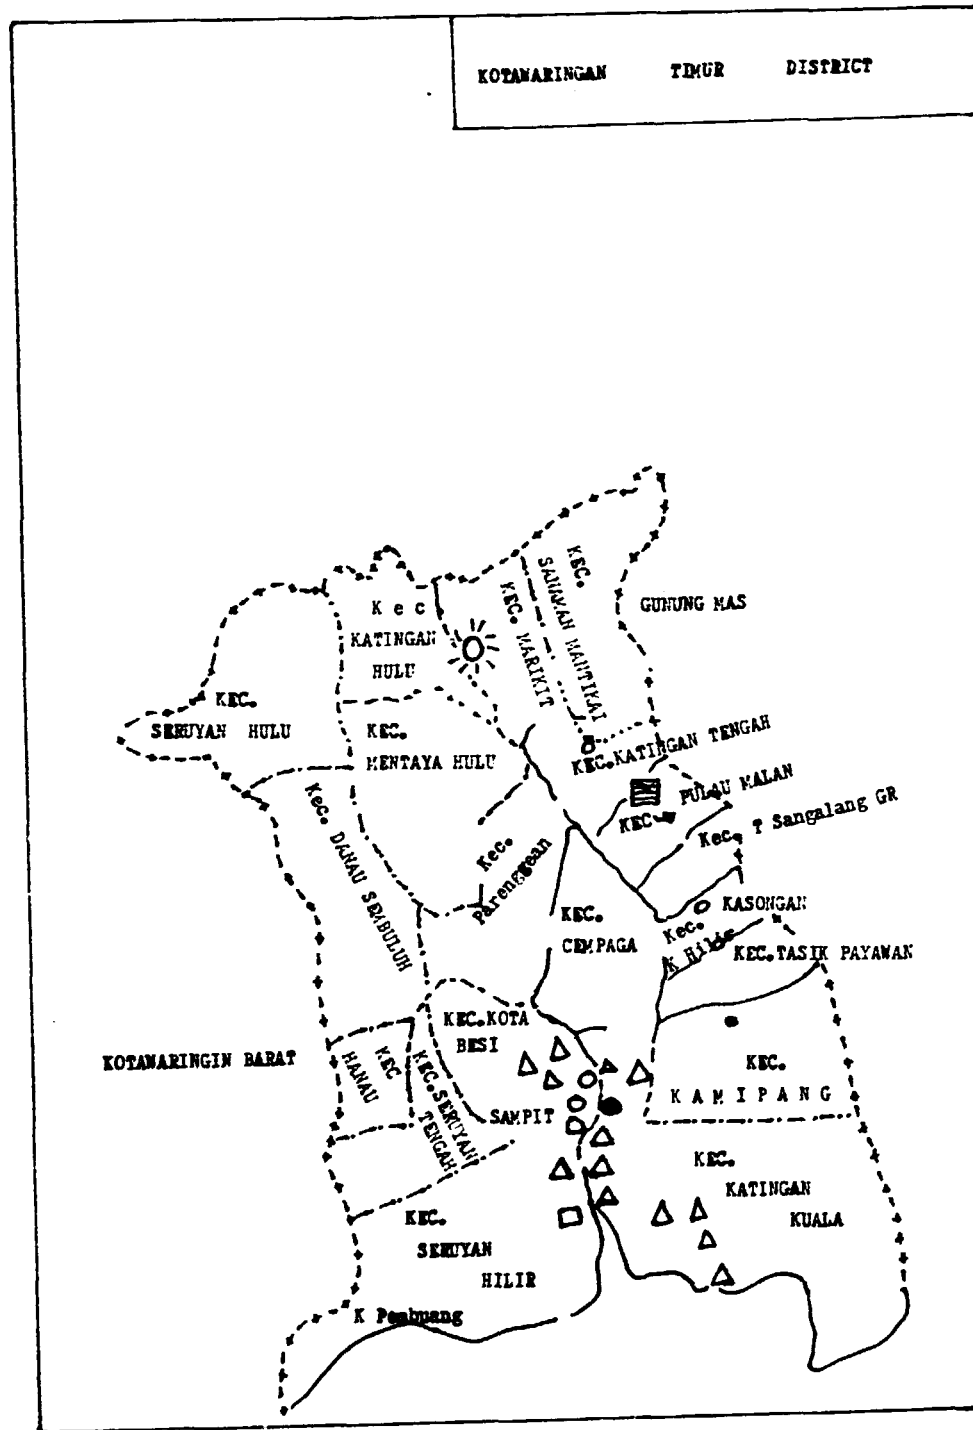 KOTAWARINGAN TIMUR DISTRICT
KEC.
SANAMAN MANTIKAI
KEC. MARIKIT
GUNUNG MAS
Kec
KATINGAN
HULU
KEC.
SERUYAN HULU
KEC.
MENTAYA HULU
KEC.KATINGAN TENGAH
PULAU MALAN
KEC
Kec. T Sangalang GR
Kec. DANAU SEMBULUH
Kec.
Parenggean
KEC.
CEMPAGA
KASONGAN
Kec.
K Hilir
KEC.TASIK PAYAWAN
KEC.KOTA
BESI
KOTAWARINGIN BARAT
KEC
HANAU
KEC.SERUYAN
TENGAH
KEC.
KAMIPANG
SAMPIT
KEC.
KATINGAN
KUALA
KEC.
SERUYAN
HILIR
K Pembuang